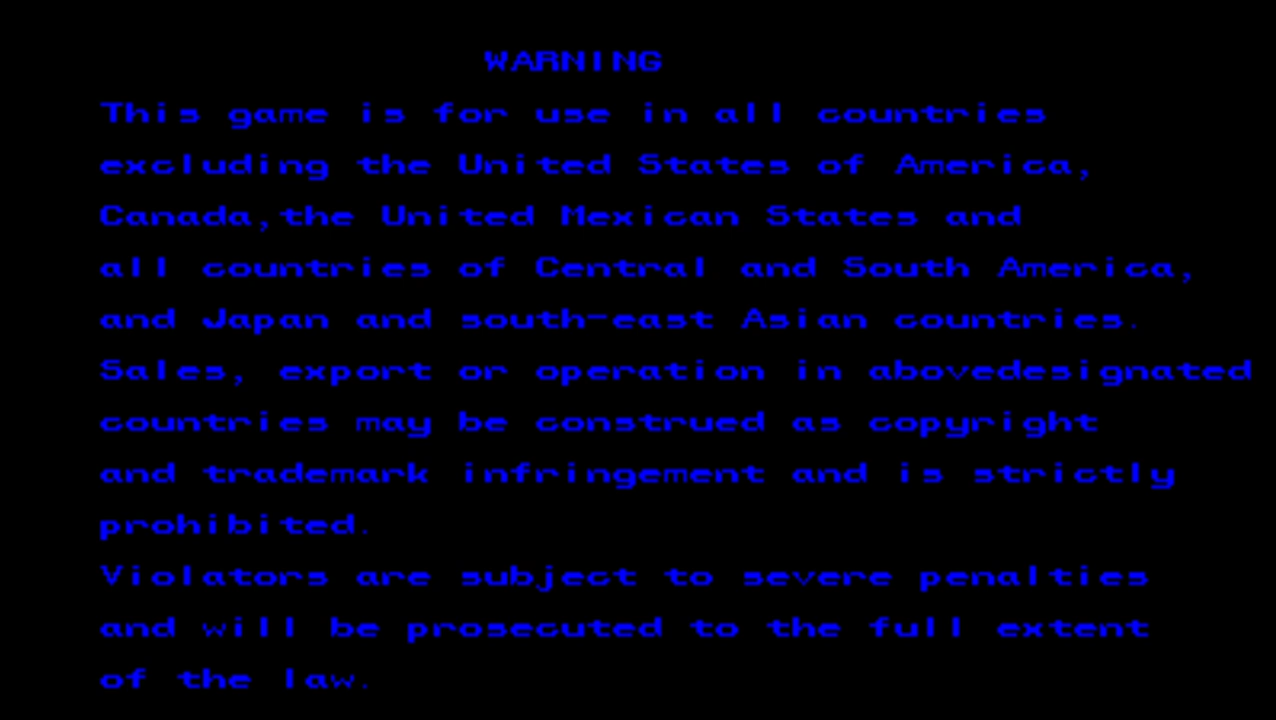 WARNING
This game is for use in all countries
excluding the United States of America,
Canada,the United Mexican States and
all countries of Central and South America,
and Japan and south-east Asian countries.
Sales, export or operation in abovedesignated
countries may be construed as copyright
and trademark infringement and is strictly
prohibited.
Violators are subject to severe penalties
and will be prosecuted to the full extent
of the law.